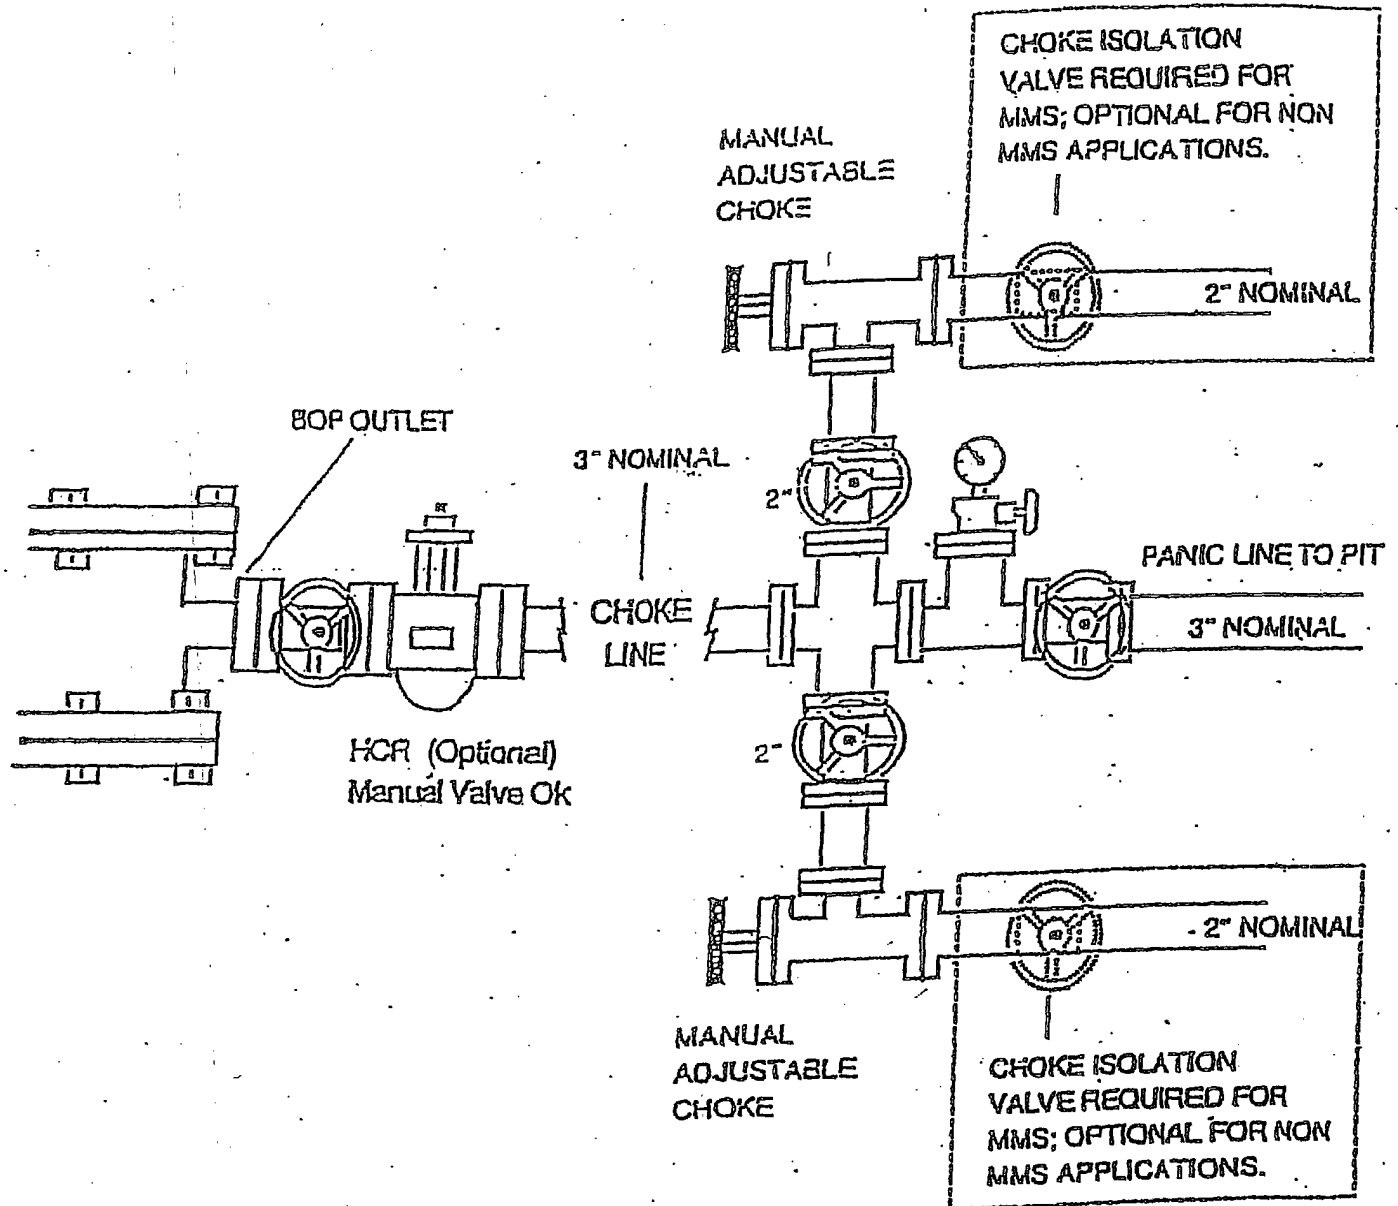 CHOKE ISOLATION
VALVE REQUIRED FOR
MMS; OPTIONAL FOR NON
MMS APPLICATIONS.
MANUAL
ADJUSTABLE
CHOKE
2" NOMINAL
BOP OUTLET
3" NOMINAL
2"
PANIC LINE TO PIT
CHOKE
LINE
3" NOMINAL
2"
HCR (Optional)
Manual Valve Ok
2" NOMINAL
MANUAL
ADJUSTABLE
CHOKE
CHOKE ISOLATION
VALVE REQUIRED FOR
MMS; OPTIONAL FOR NON
MMS APPLICATIONS.